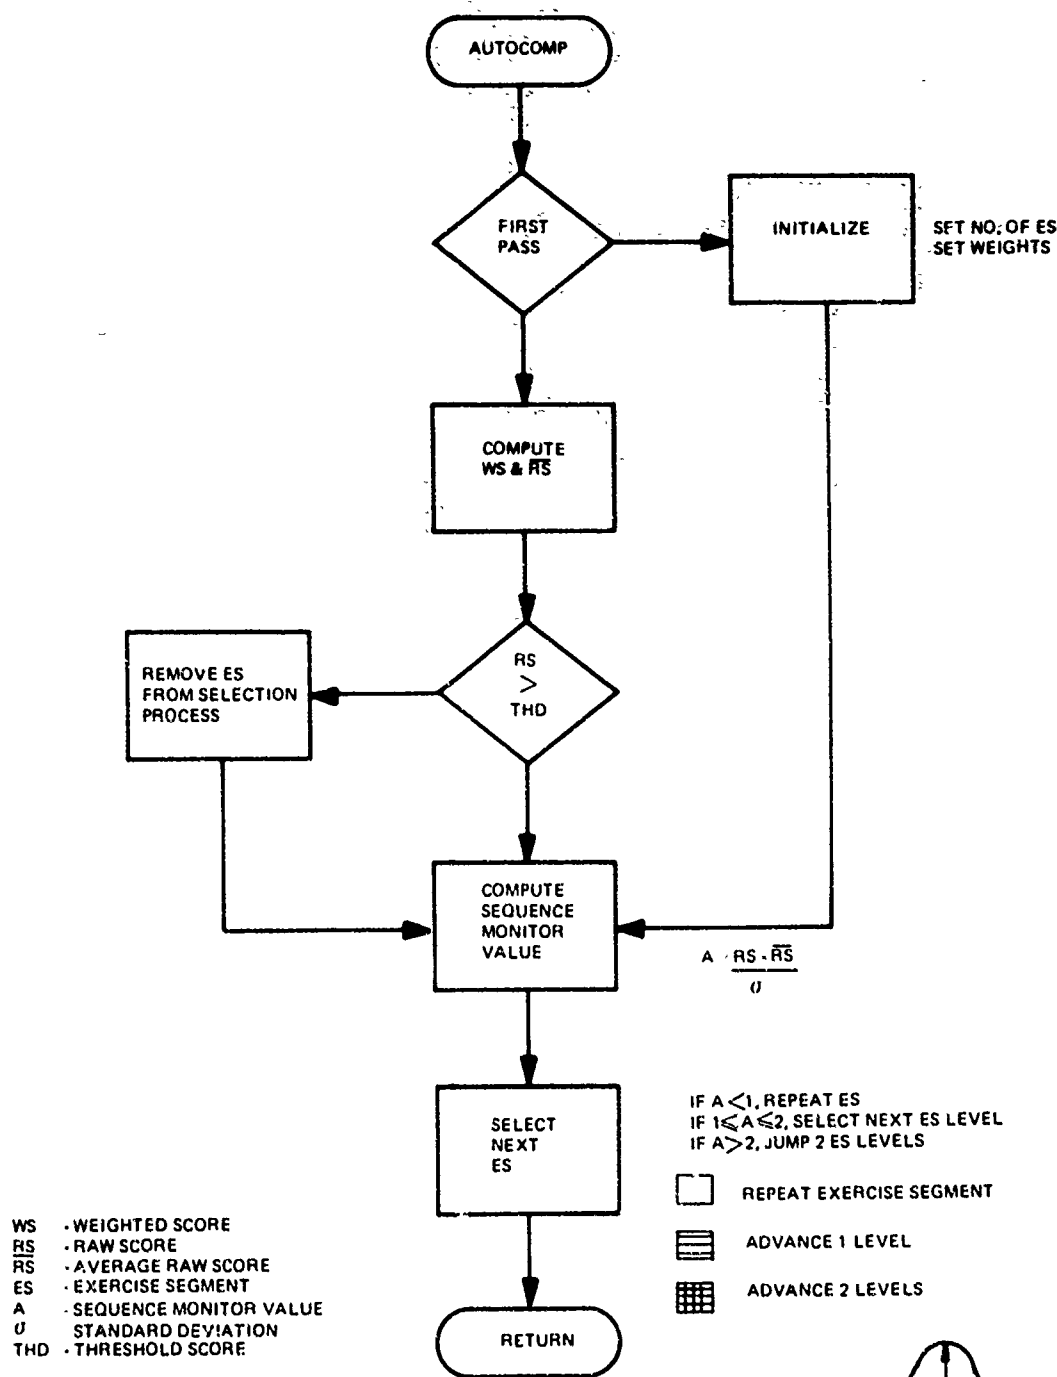 AUTOCOMP
FIRST
PASS
INITIALIZE
SET NO. OF ES
SET WEIGHTS
COMPUTE
WS & R̅S̅
RS
>
THD
REMOVE ES
FROM SELECTION
PROCESS
COMPUTE
SEQUENCE
MONITOR
VALUE
A · RS - R̅S̅
σ
SELECT
NEXT
ES
IF A <1, REPEAT ES
IF 1≤A≤2, SELECT NEXT ES LEVEL
IF A>2, JUMP 2 ES LEVELS
REPEAT EXERCISE SEGMENT
ADVANCE 1 LEVEL
ADVANCE 2 LEVELS
WS - WEIGHTED SCORE
RS - RAW SCORE
R̅S̅ - AVERAGE RAW SCORE
ES - EXERCISE SEGMENT
A - SEQUENCE MONITOR VALUE
σ STANDARD DEVIATION
THD - THRESHOLD SCORE
RETURN